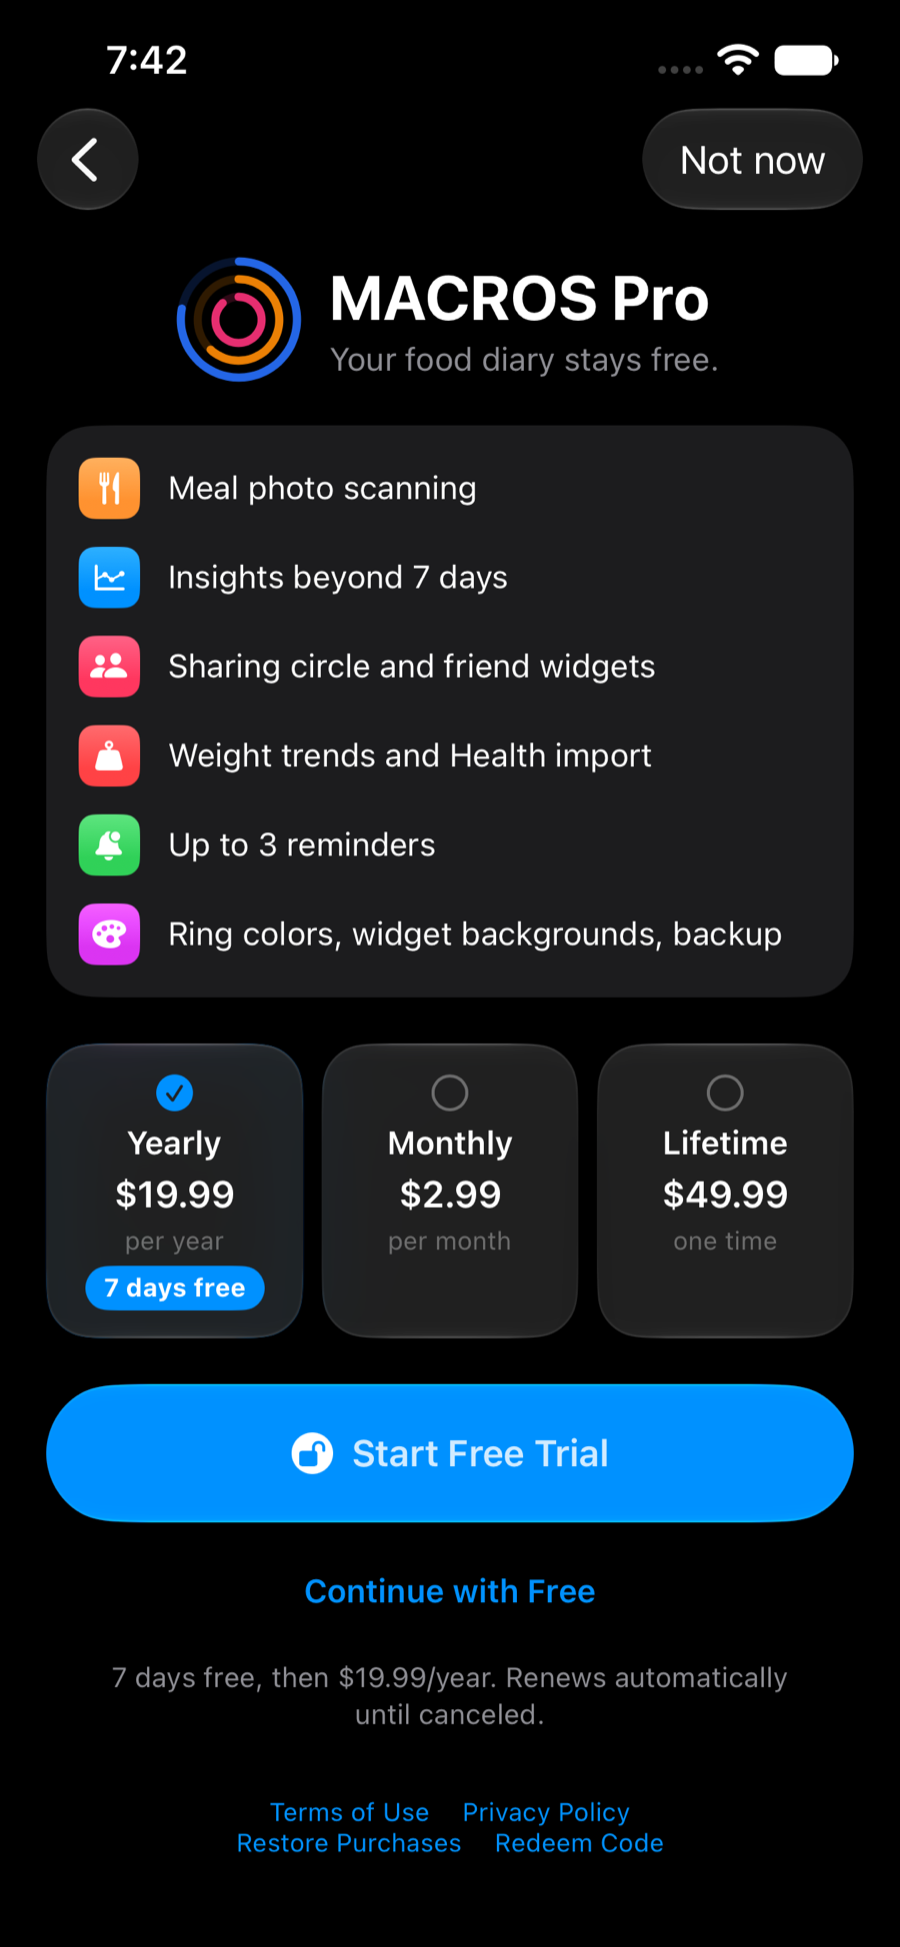 7:42
Not now
MACROS Pro
Your food diary stays free.
Meal photo scanning
Insights beyond 7 days
Sharing circle and friend widgets
Weight trends and Health import
Up to 3 reminders
Ring colors, widget backgrounds, backup
Yearly
$19.99
per year
7 days free
Monthly
$2.99
per month
Lifetime
$49.99
one time
Start Free Trial
Continue with Free
7 days free, then $19.99/year. Renews automatically
until canceled.
Terms of Use Privacy Policy
Restore Purchases Redeem Code